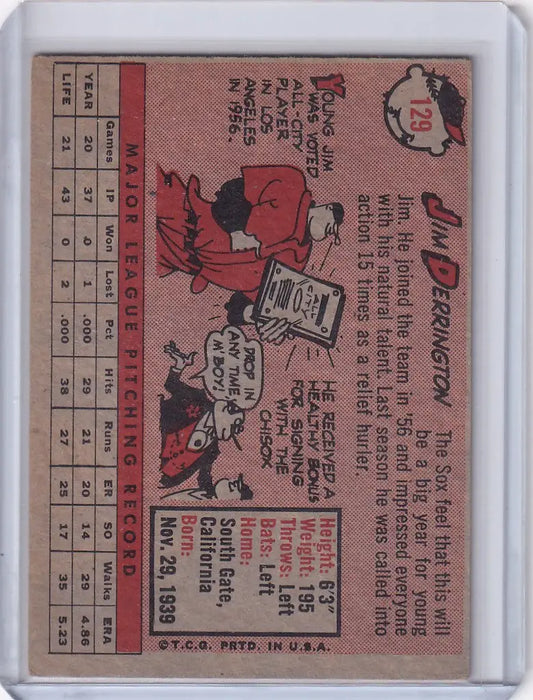 129
JIM DERRINGTON
The Sox feel that this will
be a big year for young
Jim. He joined the team in '56 and impressed everyone
with his natural talent. Last season he was called into
action 15 times as a relief hurler.
YOUNG JIM
WAS VOTED
ALL-CITY
PLAYER
IN LOS
ANGELES
IN 1956.
ALL
CITY
HE RECEIVED A
HEALTHY BONUS
FOR SIGNING
WITH THE
CHISOX
DROP IN
ANY TIME
M'BOY!
Height: 6'3"
Weight: 195
Throws: Left
Bats: Left
Home:
South Gate,
California
Born:
Nov. 29, 1939
©T.C.G. PRTD. IN U.S.A.
MAJOR LEAGUE PITCHING RECORD
Games IP Won Lost Pct Hits Runs ER SO Walks ERA
YEAR 20 37 0 1 .000 29 21 20 14 29 4.86
LIFE 21 43 0 2 .000 38 27 25 17 35 5.23